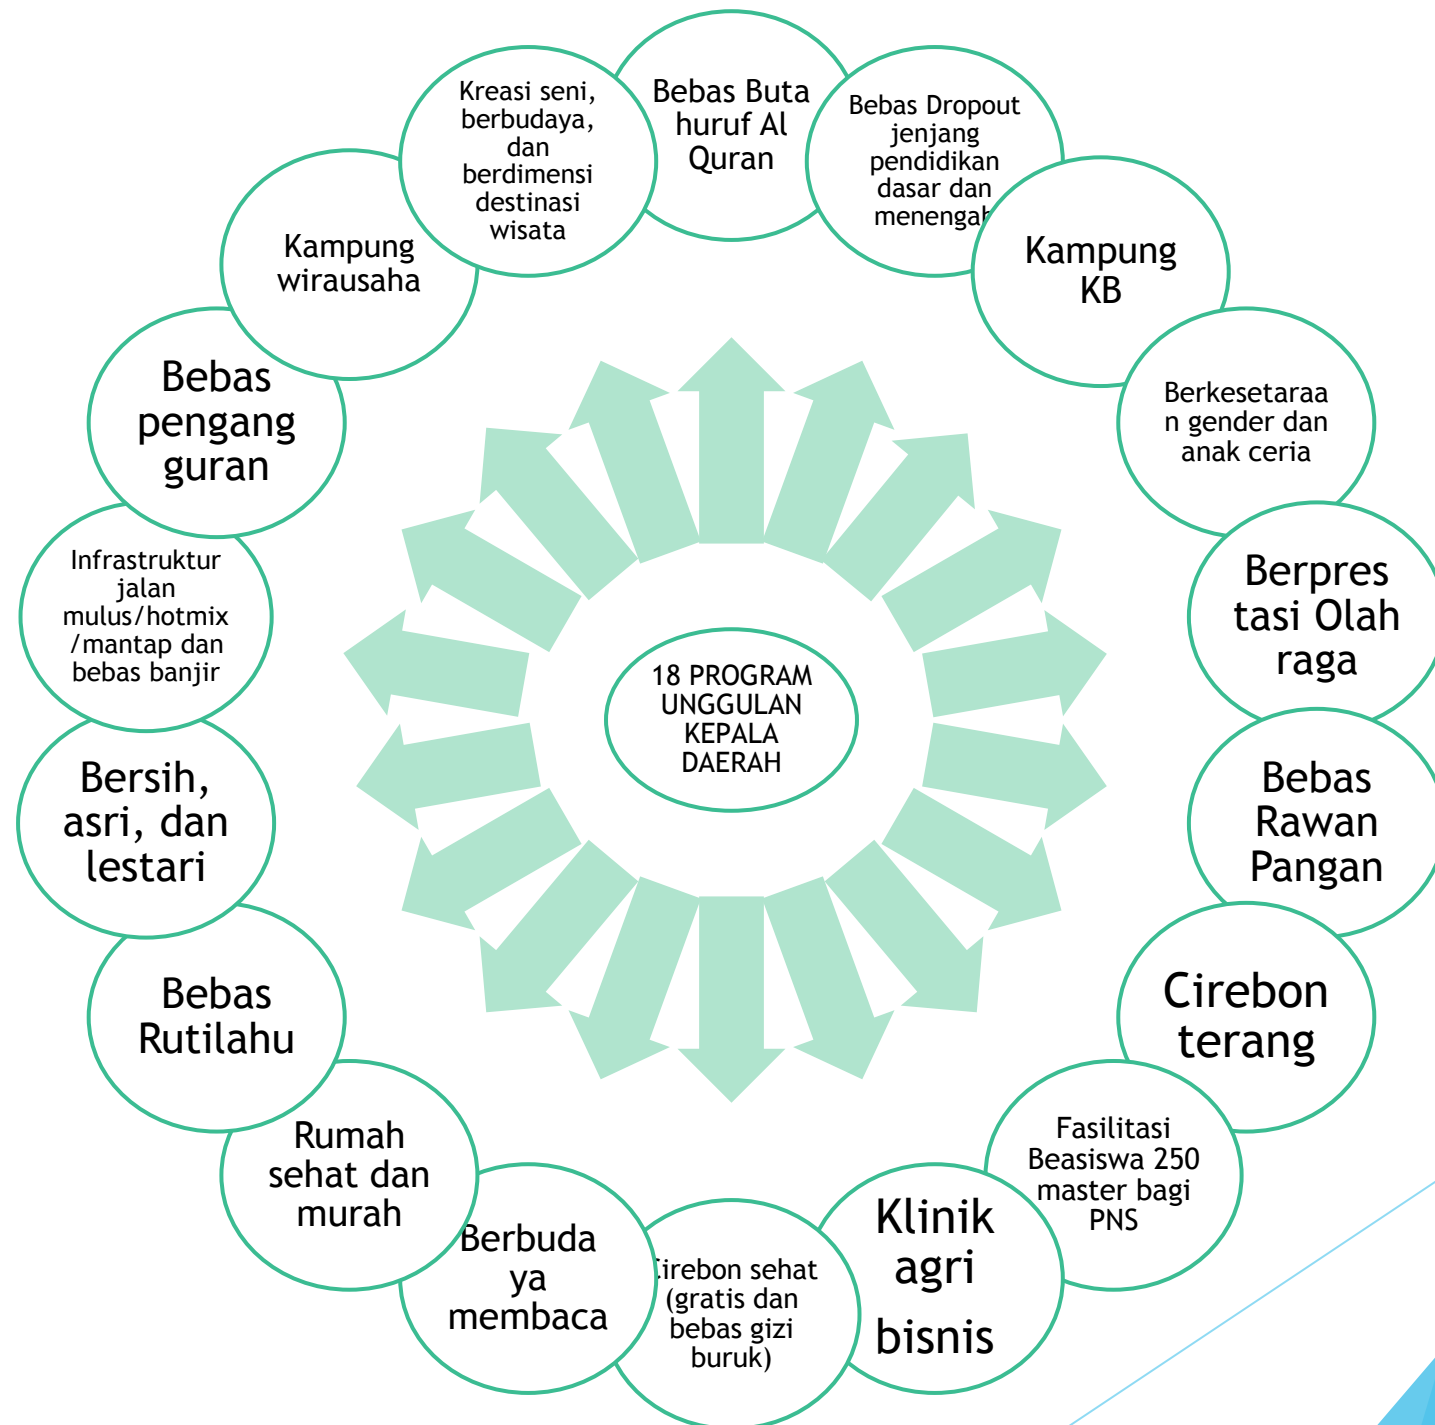 Bebas Buta
huruf Al
Quran
Bebas Dropout
jenjang
pendidikan
dasar dan
menengah
Kampung
KB
Berkesetaraa
n gender dan
anak ceria
Berpres
tasi Olah
raga
Bebas
Rawan
Pangan
Cirebon
terang
Fasilitasi
Beasiswa 250
master bagi
PNS
Klinik
agri
bisnis
Cirebon sehat
(gratis dan
bebas gizi
buruk)
Berbuda
ya
membaca
Rumah
sehat dan
murah
Bebas
Rutilahu
Bersih,
asri, dan
lestari
Infrastruktur
jalan
mulus/hotmix
/mantap dan
bebas banjir
Bebas
pengang
guran
Kampung
wirausaha
Kreasi seni,
berbudaya,
dan
berdimensi
destinasi
wisata
18 PROGRAM
UNGGULAN
KEPALA
DAERAH